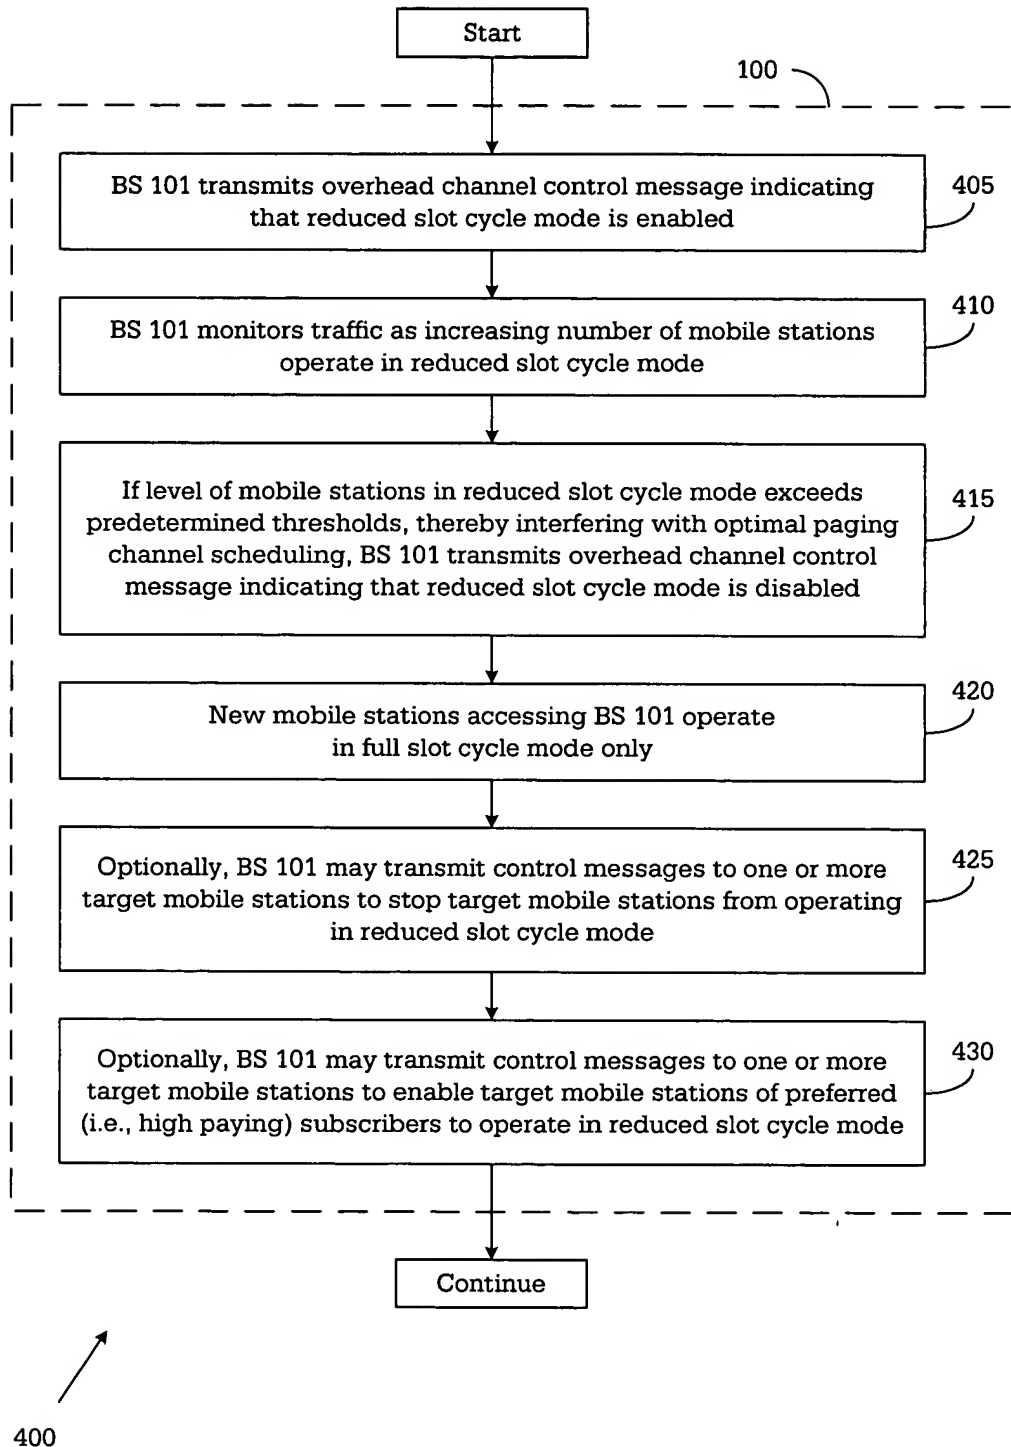 Start
100
BS 101 transmits overhead channel control message indicating
that reduced slot cycle mode is enabled
405
BS 101 monitors traffic as increasing number of mobile stations
operate in reduced slot cycle mode
410
If level of mobile stations in reduced slot cycle mode exceeds
predetermined thresholds, thereby interfering with optimal paging
channel scheduling, BS 101 transmits overhead channel control
message indicating that reduced slot cycle mode is disabled
415
New mobile stations accessing BS 101 operate
in full slot cycle mode only
420
Optionally, BS 101 may transmit control messages to one or more
target mobile stations to stop target mobile stations from operating
in reduced slot cycle mode
425
Optionally, BS 101 may transmit control messages to one or more
target mobile stations to enable target mobile stations of preferred
(i.e., high paying) subscribers to operate in reduced slot cycle mode
430
Continue
400